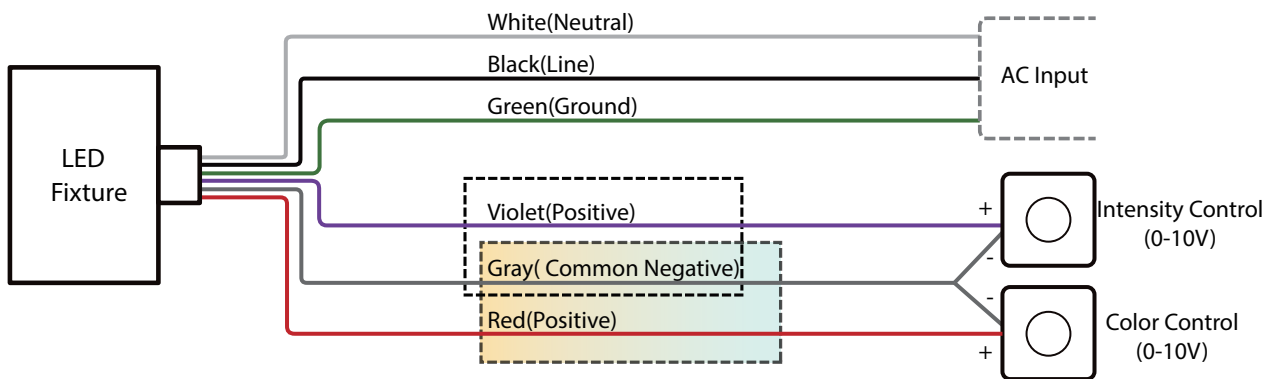 White(Neutral)
Black(Line)
Green(Ground)
AC Input
LED
Fixture
Violet(Positive)
+
Intensity Control
(0-10V)
-
Gray( Common Negative)
-
Red(Positive)
+
Color Control
(0-10V)